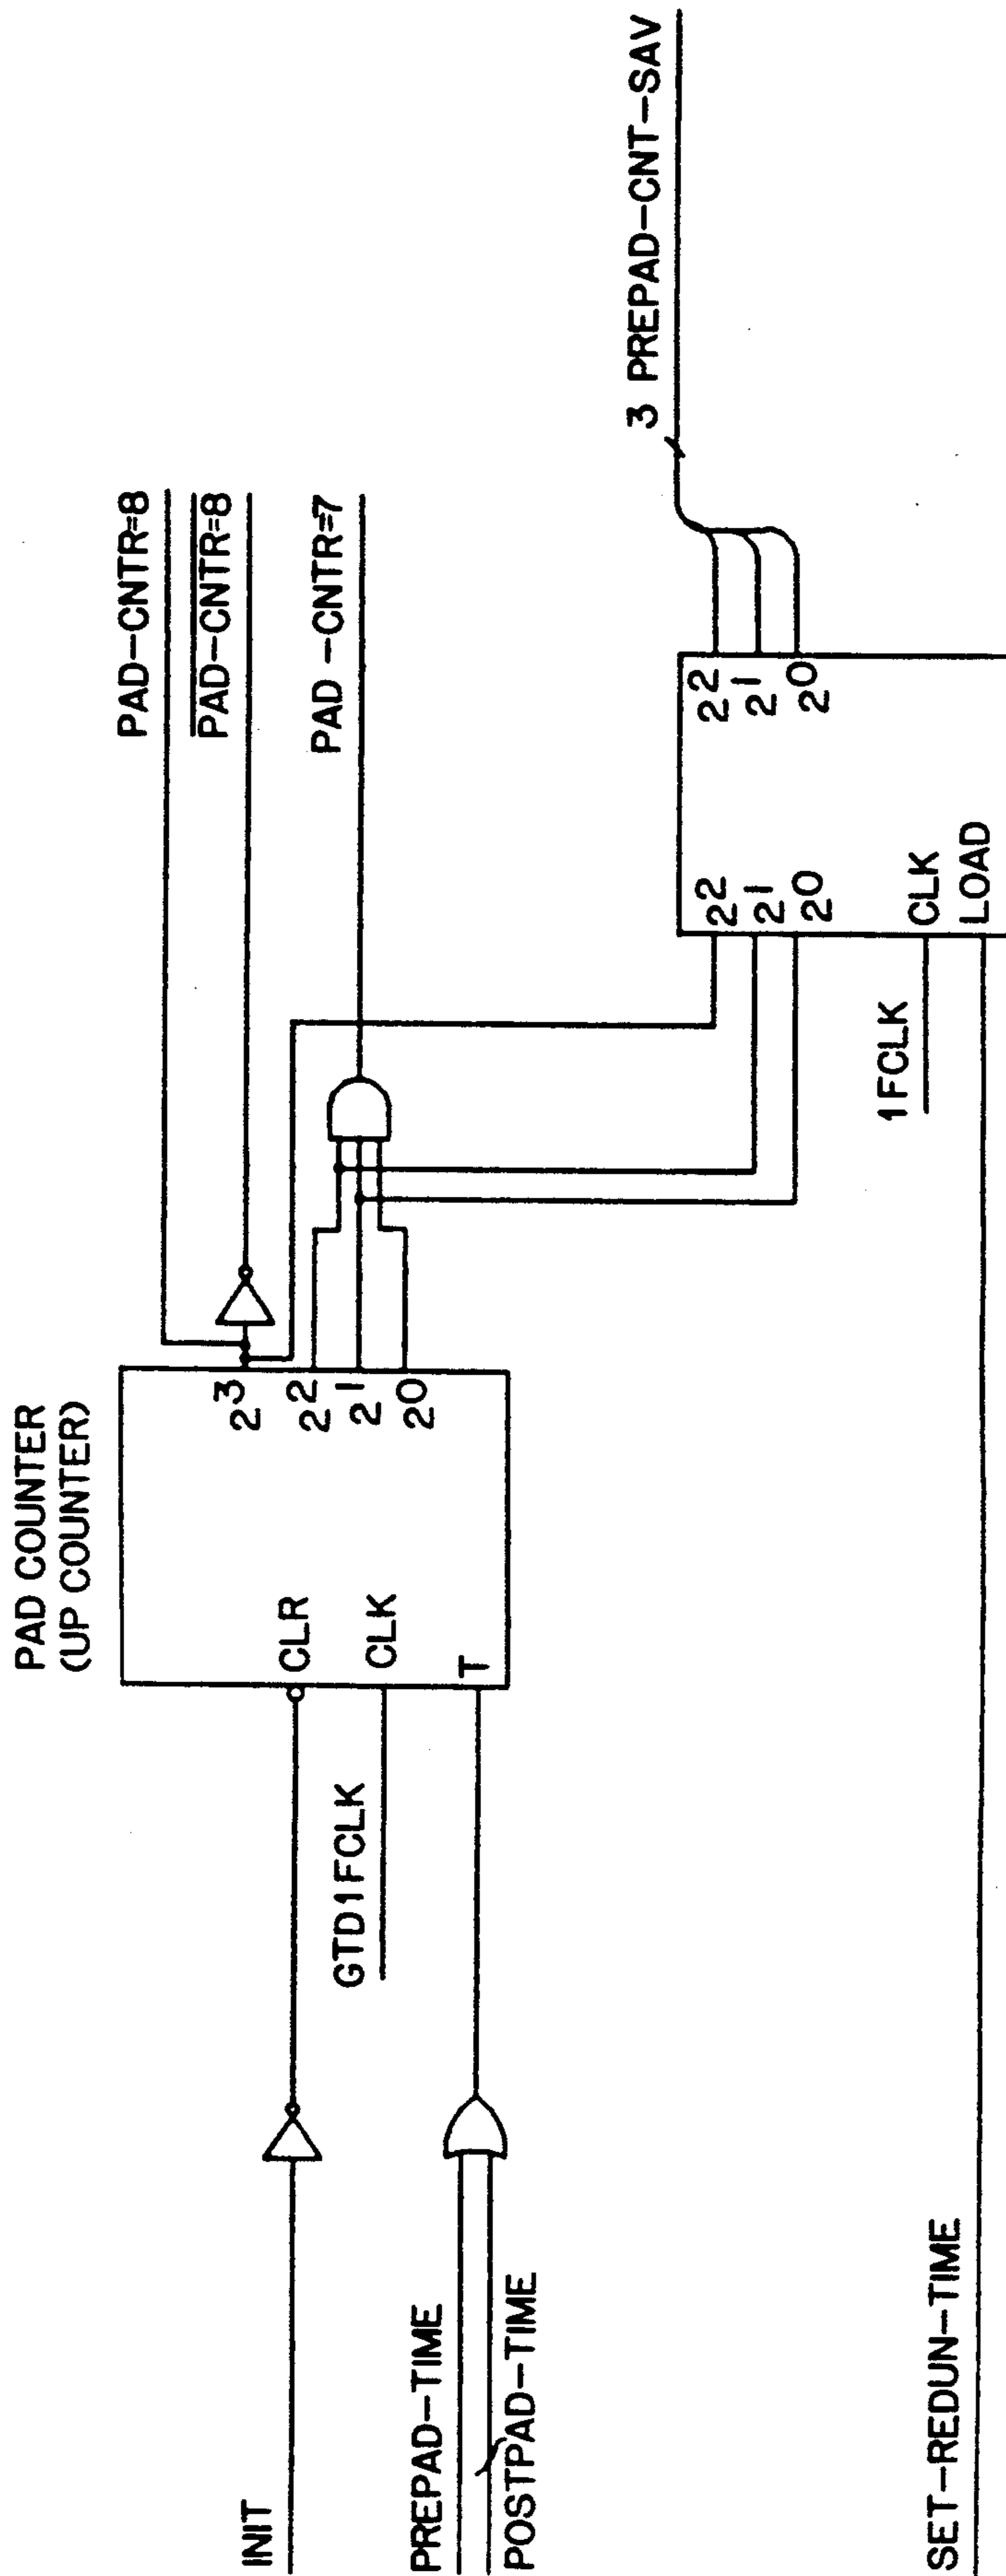 PAD COUNTER
(UP COUNTER)
INIT
CLR
GTD1FCLK
CLK
PREPAD-TIME
POSTPAD-TIME
T
2³
2²
2¹
2⁰
PAD-CNTR=8
PAD-CNTR=8
PAD -CNTR=7
SET-REDUN-TIME
1FCLK
2²
2¹
2⁰
CLK
LOAD
2²
2¹
2⁰
3 PREPAD-CNT-SAV